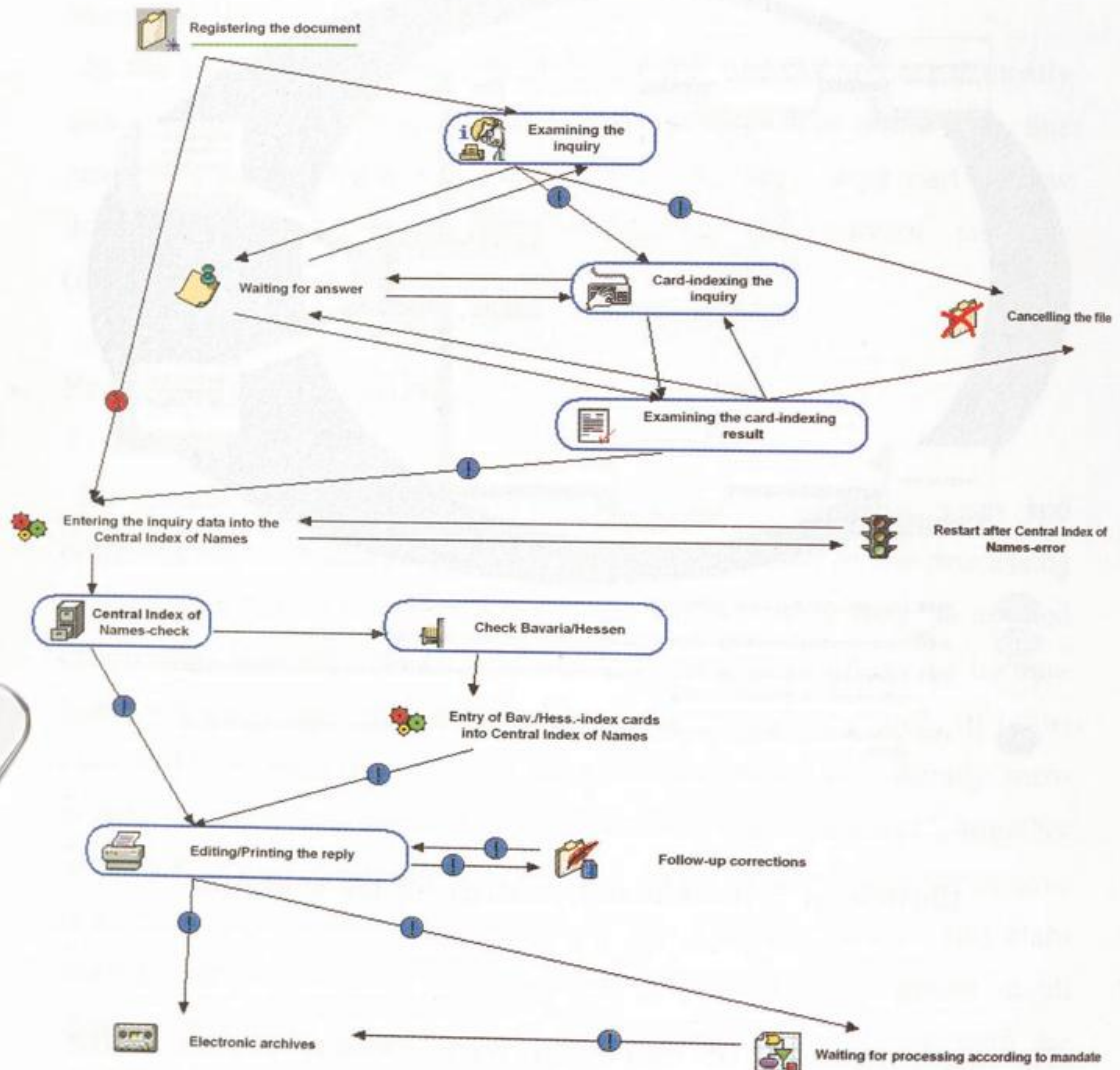 Registering the document
Examining the
inquiry
Waiting for answer
Card-indexing the
inquiry
Cancelling the file
Examining the card-indexing
result
Entering the inquiry data into the
Central Index of Names
Restart after Central Index of
Names-error
Central Index of
Names-check
Check Bavaria/Hessen
Entry of Bav./Hess.-index cards
into Central Index of Names
Editing/Printing the reply
Follow-up corrections
Electronic archives
Waiting for processing according to mandate